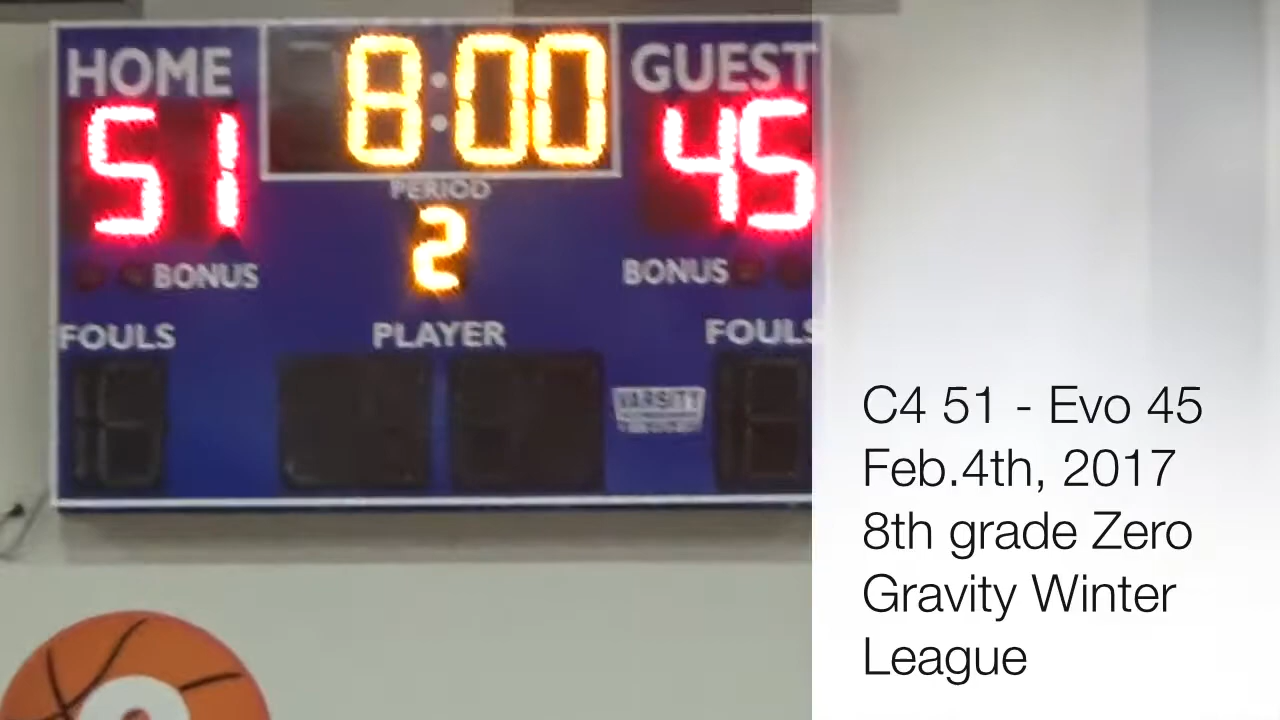 HOME 8:00 GUEST
51 45
PERIOD
2
BONUS BONUS
FOULS PLAYER FOULS
VARSITY
C4 51 - Evo 45
Feb.4th, 2017
8th grade Zero
Gravity Winter
League